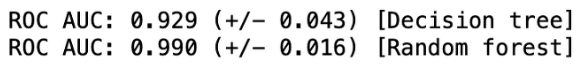 ROC AUC: 0.929 (+/- 0.043) [Decision tree]
ROC AUC: 0.990 (+/- 0.016) [Random forest]